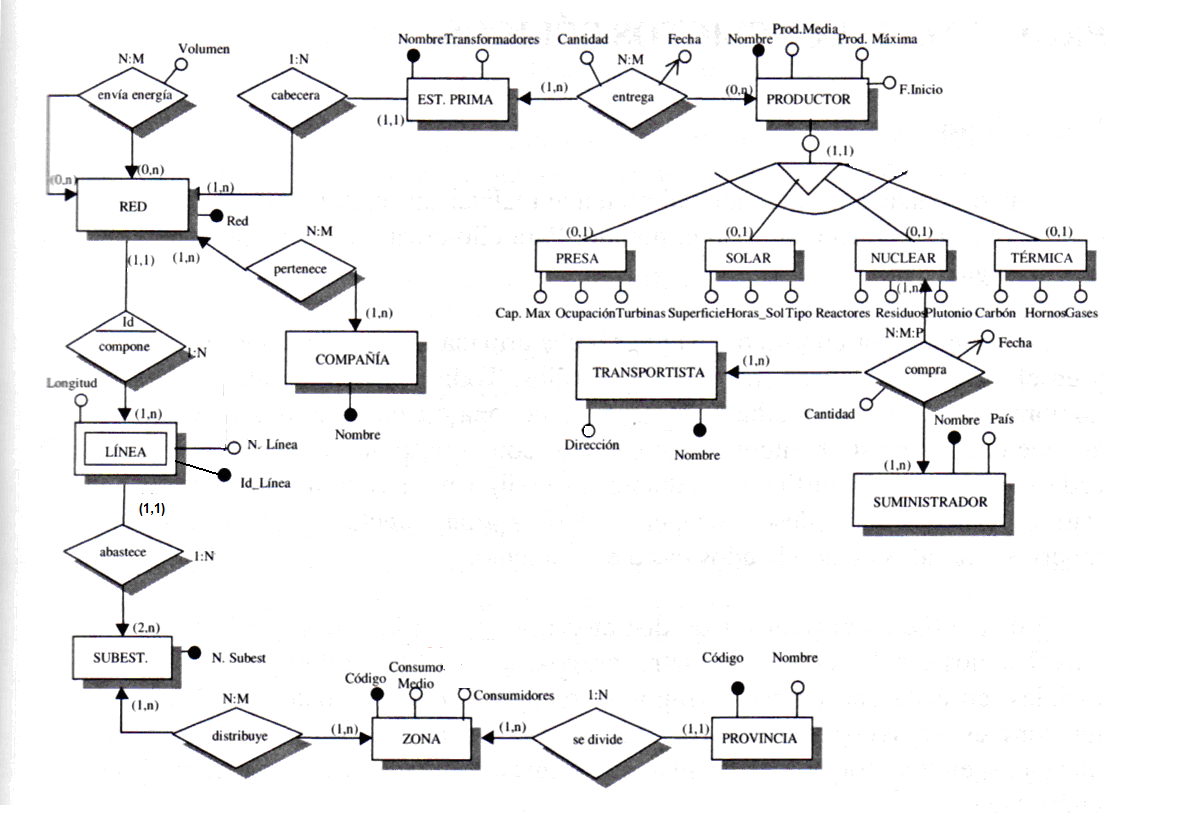 N:M
Volumen
envía energía
(0,n)
(0,n)
1:N
cabecera
(1,1)
(1,n)
Nombre
Transformadores
EST. PRIMA
Cantidad
Fecha
N:M
entrega
(1,n)
(0,n)
Nombre
Prod.Media
Prod. Máxima
F.Inicio
PRODUCTOR
(1,1)
RED
Red
(1,1)
(1,n)
N:M
pertenece
(1,n)
COMPAÑÍA
Nombre
(0,1)
PRESA
Cap. Max
Ocupación
Turbinas
(0,1)
SOLAR
Superficie
Horas_Sol
Tipo
(0,1)
NUCLEAR
Reactores
Residuos
Plutonio
(0,1)
TÉRMICA
Carbón
Hornos
Gases
(1,n)
N:M:P
compra
Fecha
Cantidad
(1,n)
TRANSPORTISTA
Dirección
Nombre
(1,n)
Nombre
País
SUMINISTRADOR
Id
compone
1:N
Longitud
(1,n)
LÍNEA
N. Línea
Id_Línea
(1,1)
abastece
1:N
(2,n)
SUBEST.
N. Subest
(1,n)
N:M
distribuye
(1,n)
Código
Consumo
Medio
Consumidores
ZONA
(1,n)
1:N
se divide
(1,1)
Código
Nombre
PROVINCIA